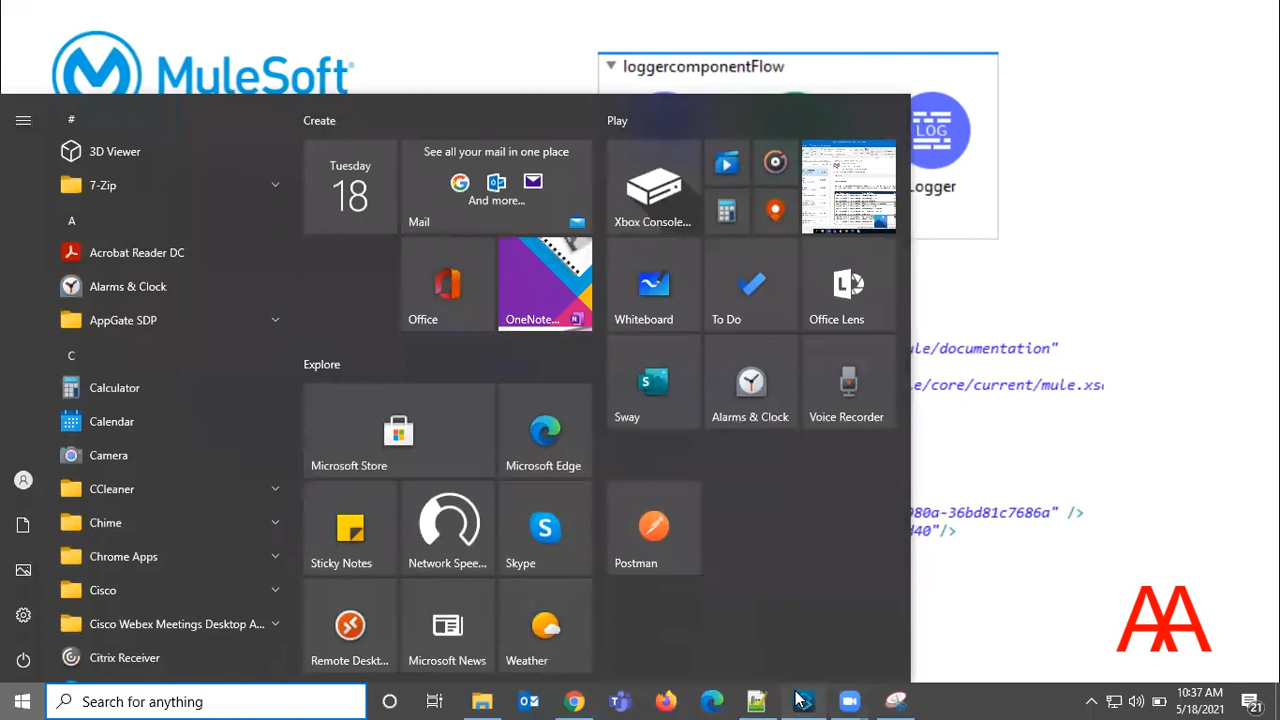 MuleSoft
loggercomponentFlow
LOG
Logger
#
3D Viewer
7-Zip
A
Acrobat Reader DC
Alarms & Clock
AppGate SDP
C
Calculator
Calendar
Camera
CCleaner
Chime
Chrome Apps
Cisco
Cisco Webex Meetings Desktop A...
Citrix Receiver
Create
Tuesday
18
See all your mail in one place
And more...
Mail
Office
OneNote...
Explore
Microsoft Store
Microsoft Edge
Sticky Notes
Network Spee...
Skype
Remote Deskt...
Microsoft News
Weather
Play
Xbox Console...
Whiteboard
To Do
Office Lens
Sway
Alarms & Clock
Voice Recorder
Postman
ule/documentation"
e/core/current/mule.xs
080a-36bd81c7686a" />
d40"/>
AA
Search for anything
10:37 AM
5/18/2021
21